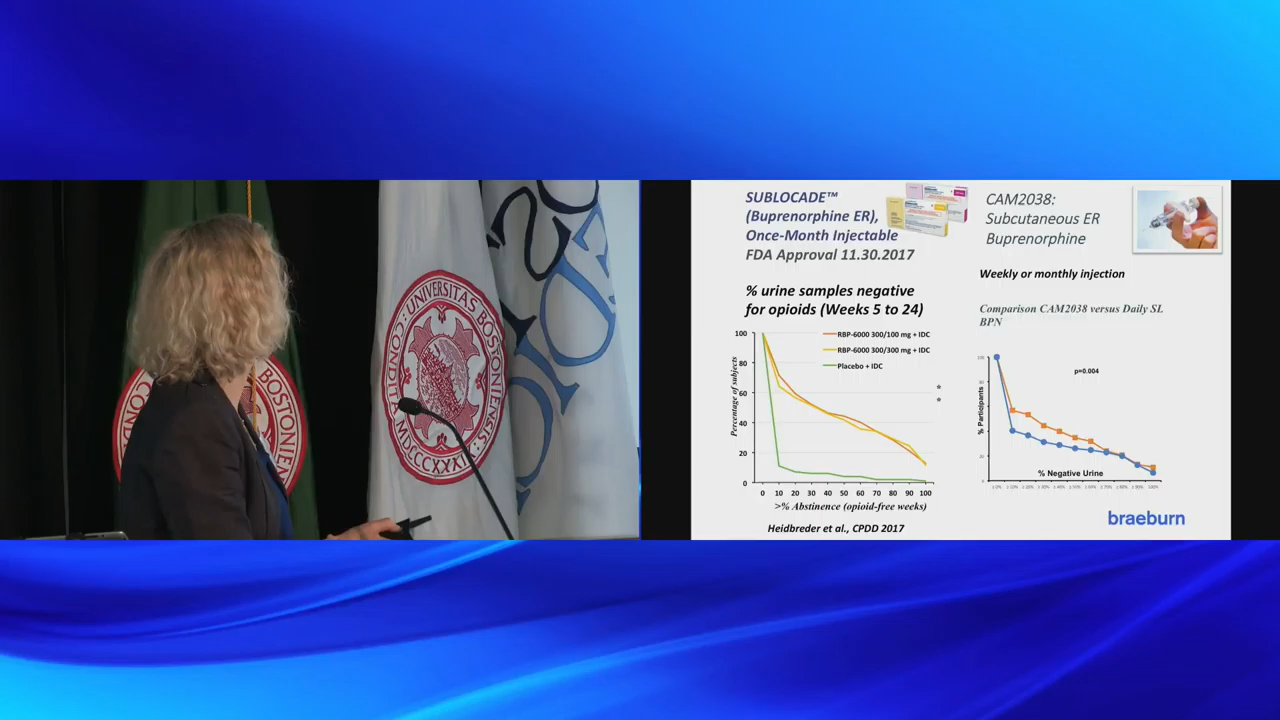 UNIVERSITAS BOSTONIENSIS
CONDITA
MDCCCXXXIX
BOSTONIEN
CONDI
SUBLOCADE™
(Buprenorphine ER),
Once-Month Injectable
FDA Approval 11.30.2017
% urine samples negative
for opioids (Weeks 5 to 24)
RBP-6000 300/100 mg + IDC
RBP-6000 300/300 mg + IDC
Placebo + IDC
*
*
Percentage of subjects
100
80
60
40
20
0
0 10 20 30 40 50 60 70 80 90 100
>% Abstinence (opioid-free weeks)
Heidbreder et al., CPDD 2017
CAM2038:
Subcutaneous ER
Buprenorphine
Weekly or monthly injection
Comparison CAM2038 versus Daily SL
BPN
p=0.004
% Participants
% Negative Urine
braeburn